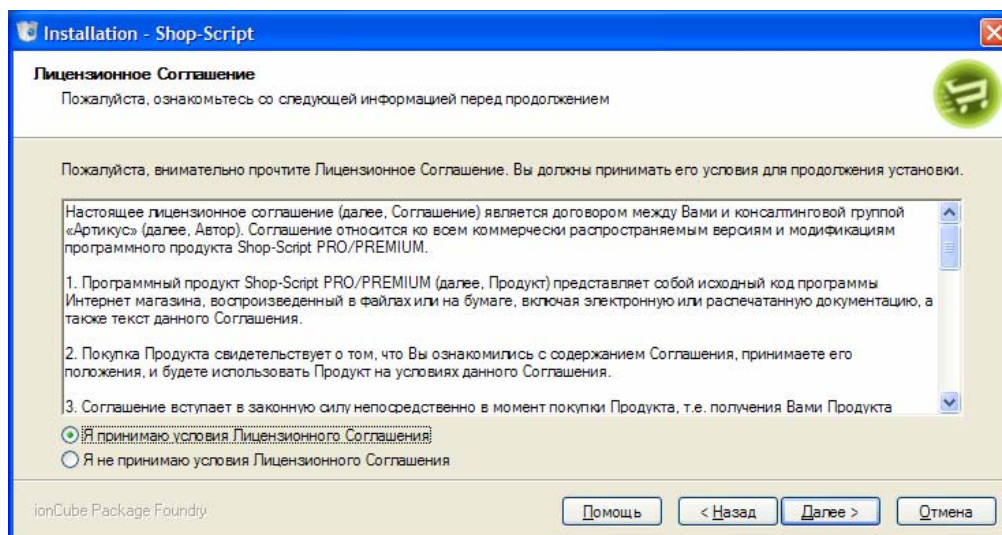 Installation - Shop-Script
Лицензионное Соглашение
Пожалуйста, ознакомьтесь со следующей информацией перед продолжением
Пожалуйста, внимательно прочтите Лицензионное Соглашение. Вы должны принимать его условия для продолжения установки.
Настоящее лицензионное соглашение (далее, Соглашение) является договором между Вами и консалтинговой группой
«Артикус» (далее, Автор). Соглашение относится ко всем коммерчески распространяемым версиям и модификациям
программного продукта Shop-Script PRO/PREMIUM.
1. Программный продукт Shop-Script PRO/PREMIUM (далее, Продукт) представляет собой исходный код программы
Интернет магазина, воспроизведенный в файлах или на бумаге, включая электронную или распечатанную документацию, а
также текст данного Соглашения.
2. Покупка Продукта свидетельствует о том, что Вы ознакомились с содержанием Соглашения, принимаете его
положения, и будете использовать Продукт на условиях данного Соглашения.
3. Соглашение вступает в законную силу непосредственно в момент покупки Продукта, т.е. получения Вами Продукта
Я принимаю условия Лицензионного Соглашения
Я не принимаю условия Лицензионного Соглашения
ionCube Package Foundry
Помощь < Назад Далее > Отмена